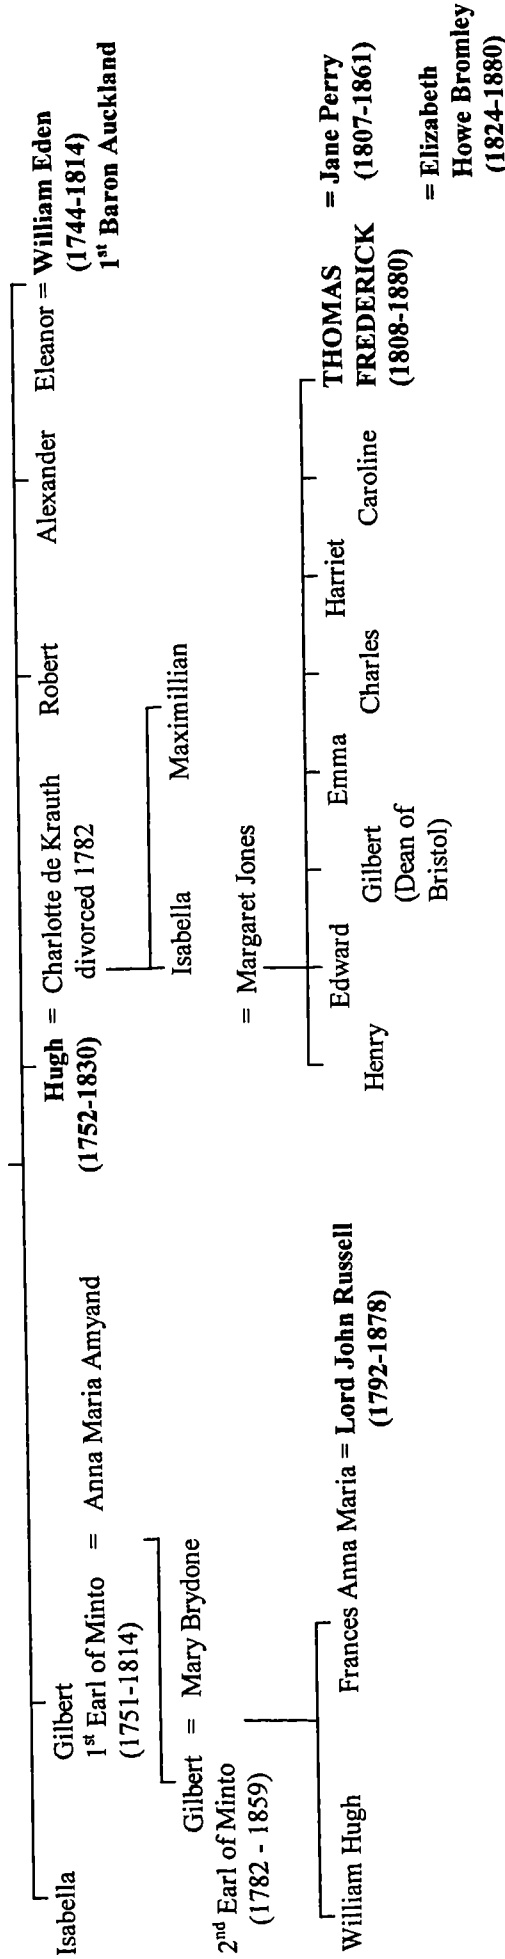 Isabella
Gilbert
1st Earl of Minto = Anna Maria Amyand
(1751-1814)
Hugh = Charlotte de Krauth
(1752-1830) divorced 1782
Robert
Alexander
Eleanor = William Eden
(1744-1814)
1st Baron Auckland
Gilbert = Mary Brydone
2nd Earl of Minto
(1782 - 1859)
Isabella
Maximillian
= Margaret Jones
William Hugh
Frances Anna Maria = Lord John Russell
(1792-1878)
Henry
Edward
Gilbert
(Dean of
Bristol)
Emma
Charles
Harriet
Caroline
THOMAS = Jane Perry
FREDERICK (1807-1861)
(1808-1880)
= Elizabeth
Howe Bromley
(1824-1880)